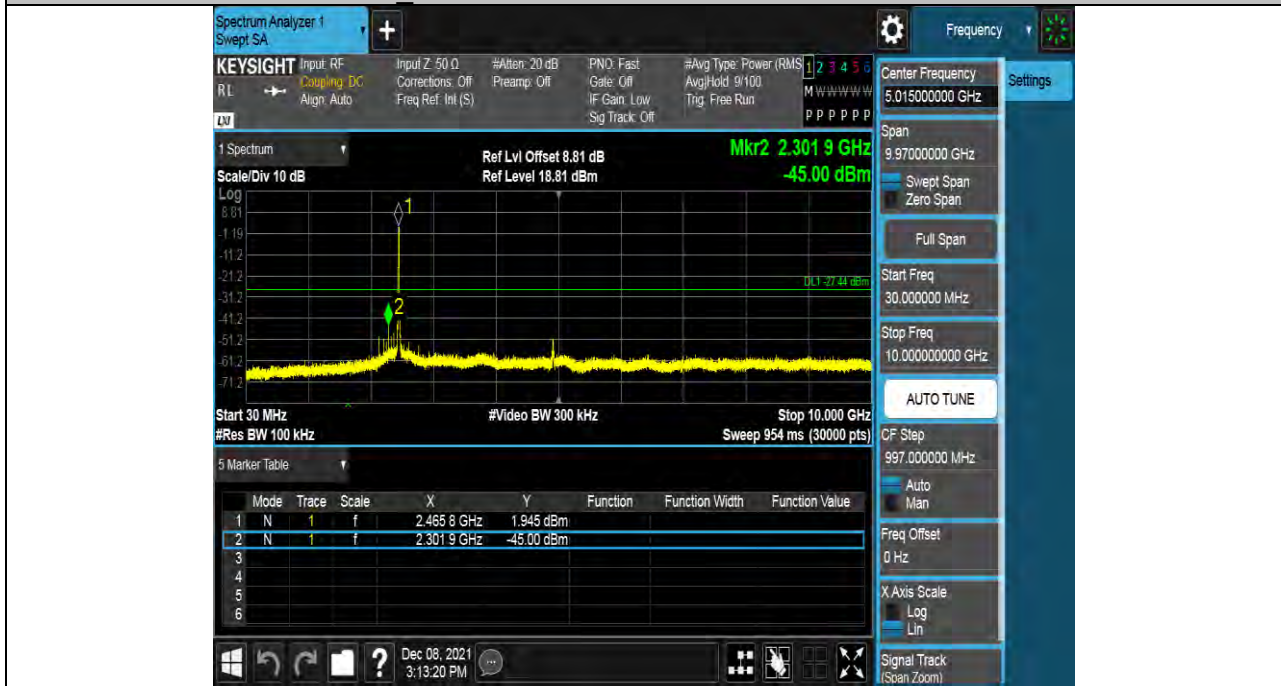 Spectrum Analyzer 1
Swept SA
+
Frequency
KEYSIGHT
RL
LXI
Input: RF
Coupling: DC
Align: Auto
Input Z: 50 Ω
Corrections: Off
Freq Ref: Int (S)
#Atten: 20 dB
Preamp: Off
PNO: Fast
Gate: Off
IF Gain: Low
Sig Track: Off
#Avg Type: Power (RMS
Avg|Hold: 9/100
Trig: Free Run
1 2 3 4 5 6
M W W W W W
P P P P P P
1 Spectrum
Scale/Div 10 dB
Ref Lvl Offset 8.81 dB
Ref Level 18.81 dBm
Mkr2 2.301 9 GHz
-45.00 dBm
Log
8.81
-1.19
-11.2
-21.2
-31.2
-41.2
-51.2
-61.2
-71.2
1
2
DL1 -27.44 dBm
Start 30 MHz
#Res BW 100 kHz
#Video BW 300 kHz
Stop 10.000 GHz
Sweep 954 ms (30000 pts)
5 Marker Table
Mode Trace Scale X Y Function Function Width Function Value
1 N 1 f 2.465 8 GHz 1.945 dBm
2 N 1 f 2.301 9 GHz -45.00 dBm
3
4
5
6
?
Dec 08, 2021
3:13:20 PM
Center Frequency
5.015000000 GHz
Settings
Span
9.97000000 GHz
Swept Span
Zero Span
Full Span
Start Freq
30.000000 MHz
Stop Freq
10.000000000 GHz
AUTO TUNE
CF Step
997.000000 MHz
Auto
Man
Freq Offset
0 Hz
X Axis Scale
Log
Lin
Signal Track
(Span Zoom)